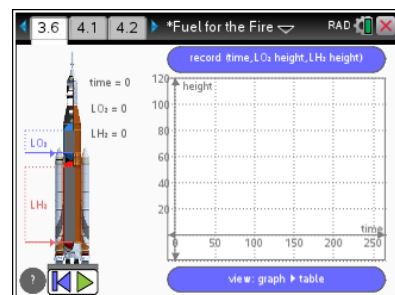 3.6 4.1 4.2 *Fuel for the Fire RAD
record (time,LO₂ height,LH₂ height)
time = 0
LO₂ = 0
LH₂ = 0
LO₂
LH₂
height
120
100
80
60
40
20
0 50 100 150 200 250
time
?
view: graph ▸ table